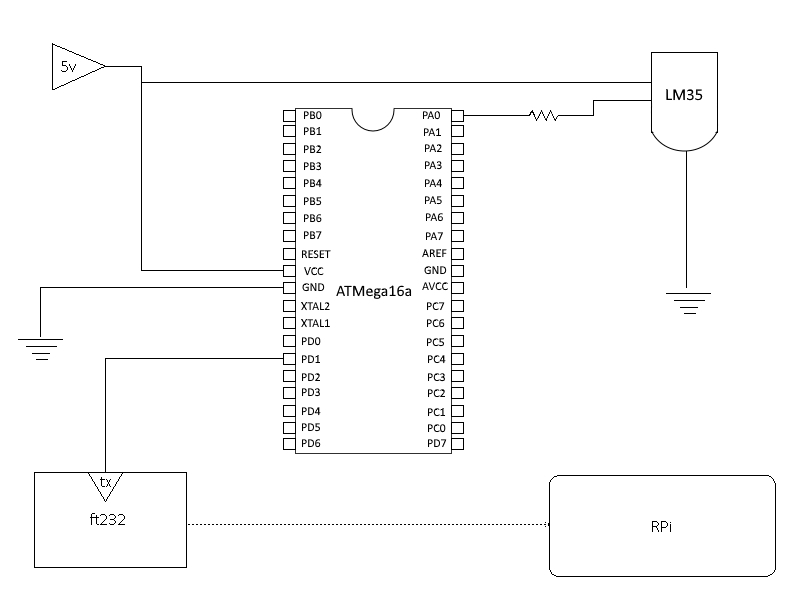 5v
LM35
PB0 PA0
PB1 PA1
PB2 PA2
PB3 PA3
PB4 PA4
PB5 PA5
PB6 PA6
PB7 PA7
RESET AREF
VCC GND
GND AVCC
ATMega16a
XTAL2 PC7
XTAL1 PC6
PD0 PC5
PD1 PC4
PD2 PC3
PD3 PC2
PD4 PC1
PD5 PC0
PD6 PD7
tx
ft232
RPi